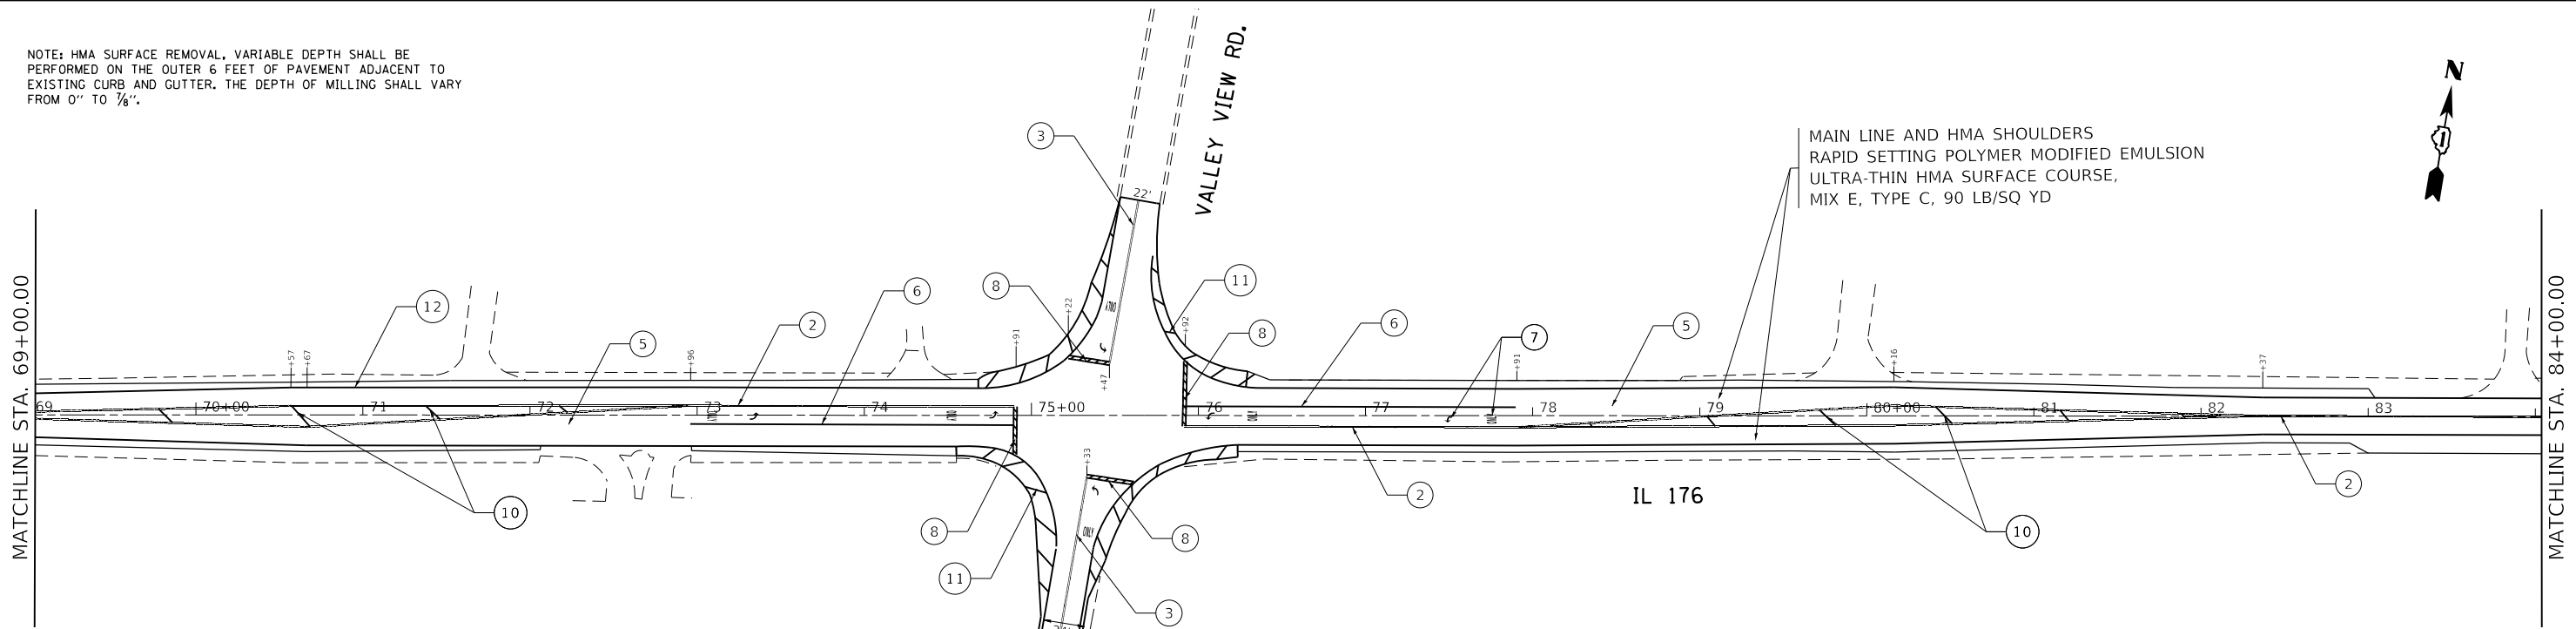 NOTE: HMA SURFACE REMOVAL, VARIABLE DEPTH SHALL BE
PERFORMED ON THE OUTER 6 FEET OF PAVEMENT ADJACENT TO
EXISTING CURB AND GUTTER. THE DEPTH OF MILLING SHALL VARY
FROM 0" TO 7/8".
VALLEY VIEW RD.
N
MAIN LINE AND HMA SHOULDERS
RAPID SETTING POLYMER MODIFIED EMULSION
ULTRA-THIN HMA SURFACE COURSE,
MIX E, TYPE C, 90 LB/SQ YD
3
22'
8
11
12
6
2
5
+22
+92
8
6
7
5
+57
+67
+96
+91
+47
+91
+16
+37
MATCHLINE STA. 69+00.00
MATCHLINE STA. 84+00.00
69
70+00
71
72
73
74
75+00
76
77
78
79
80+00
81
82
83
ONLY
ONLY
ONLY
ONLY
ONLY
+33
10
8
11
ONLY
8
3
2
IL 176
10
2